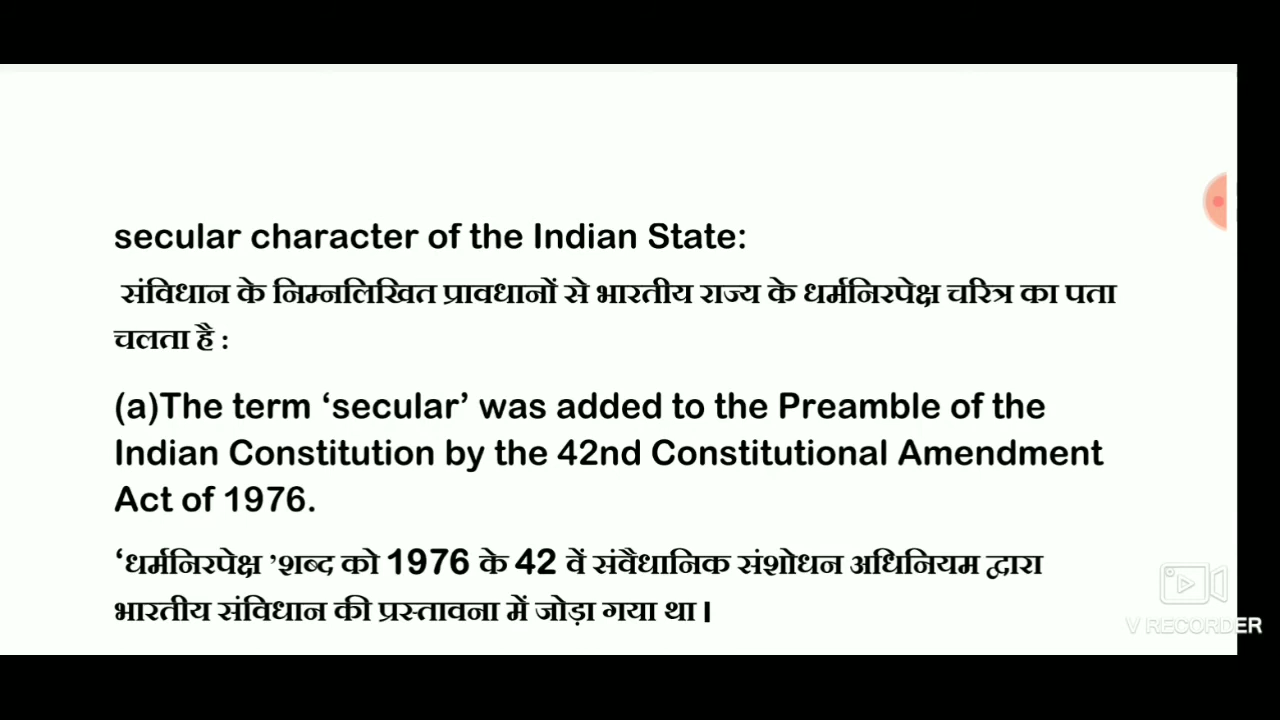 secular character of the Indian State:
संविधान के निम्नलिखित प्रावधानों से भारतीय राज्य के धर्मनिरपेक्ष चरित्र का पता
चलता है :
(a)The term ‘secular’ was added to the Preamble of the
Indian Constitution by the 42nd Constitutional Amendment
Act of 1976.
‘धर्मनिरपेक्ष ’शब्द को 1976 के 42 वें संवैधानिक संशोधन अधिनियम द्वारा
भारतीय संविधान की प्रस्तावना में जोड़ा गया था।
V RECORDER